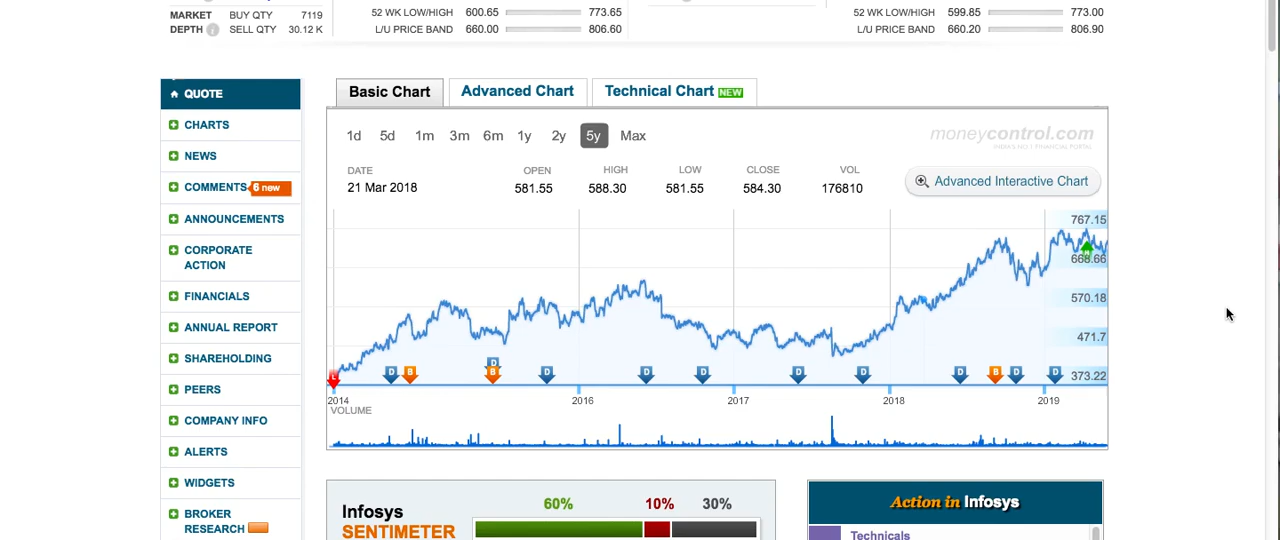 MARKET BUY QTY 7119
DEPTH i SELL QTY 30.12 K
52 WK LOW/HIGH 600.65 773.65
L/U PRICE BAND 660.00 806.60
52 WK LOW/HIGH 599.85 773.00
L/U PRICE BAND 660.20 806.90
QUOTE
CHARTS
NEWS
COMMENTS 6 new
ANNOUNCEMENTS
CORPORATE
ACTION
FINANCIALS
ANNUAL REPORT
SHAREHOLDING
PEERS
COMPANY INFO
ALERTS
WIDGETS
BROKER
RESEARCH
Basic Chart Advanced Chart Technical Chart NEW
1d 5d 1m 3m 6m 1y 2y 5y Max
moneycontrol.com
INDIA'S NO.1 FINANCIAL PORTAL
DATE OPEN HIGH LOW CLOSE VOL
21 Mar 2018 581.55 588.30 581.55 584.30 176810
Advanced Interactive Chart
767.15
668.66
570.18
471.7
373.22
H
D
L D B B D D D D D D D B D D
2014 2016 2017 2018 2019
VOLUME
60% 10% 30%
Infosys
SENTIMETER
Action in Infosys
Technicals